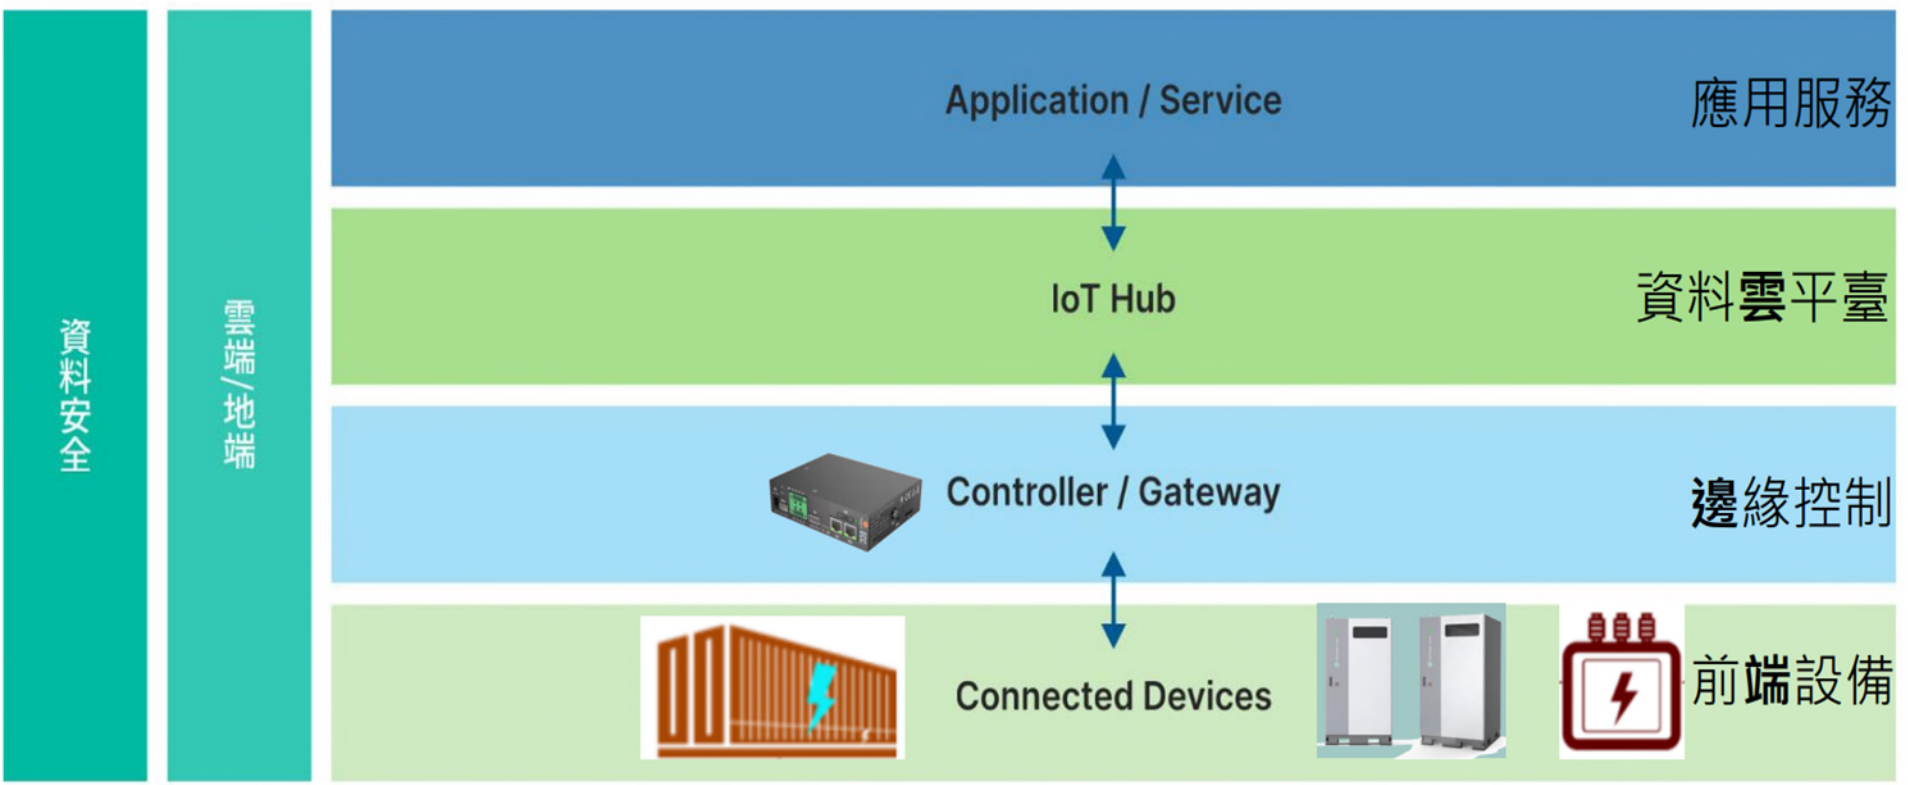 資料安全
雲端/地端
Application / Service
應用服務
IoT Hub
資料雲平臺
Controller / Gateway
邊緣控制
Connected Devices
前端設備